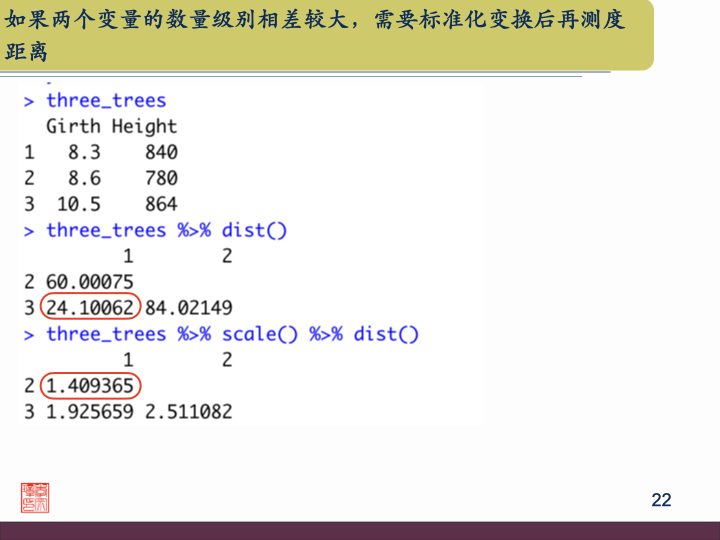 如果两个变量的数量级别相差较大，需要标准化变换后再测度
距离
> three_trees
  Girth Height
1   8.3    840
2   8.6    780
3  10.5    864
> three_trees %>% dist()
         1        2
2 60.00075
3 24.10062 84.02149
> three_trees %>% scale() %>% dist()
         1        2
2 1.409365
3 1.925659 2.511082
22